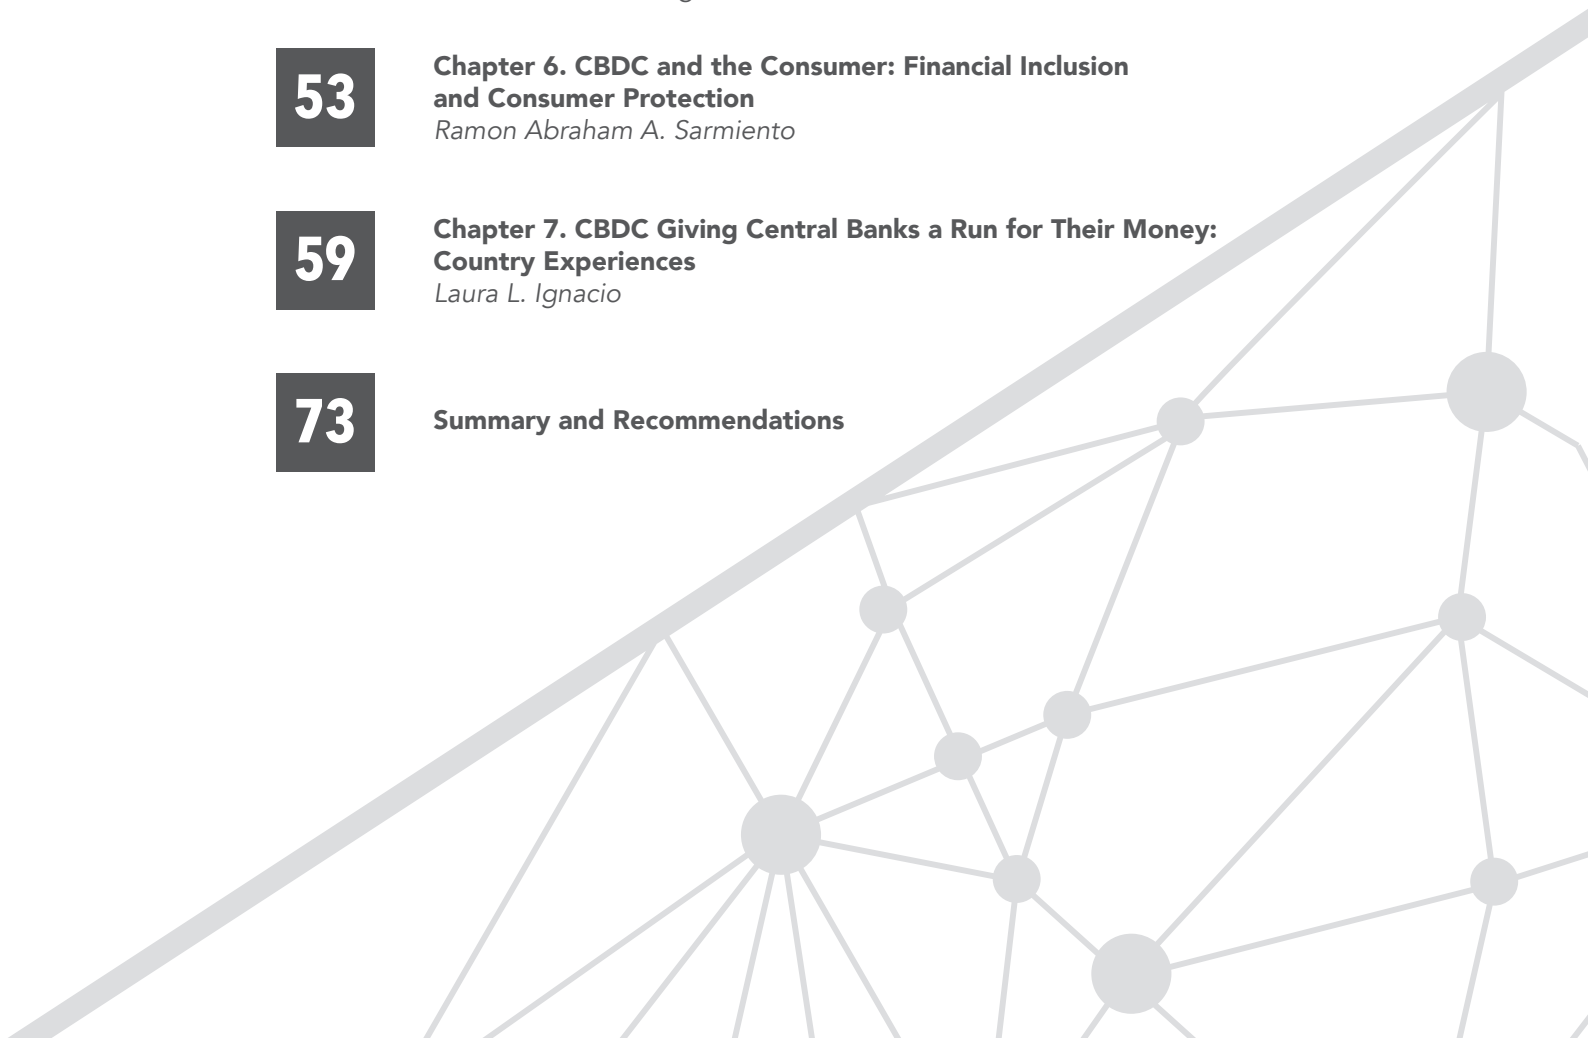 53
Chapter 6. CBDC and the Consumer: Financial Inclusion
and Consumer Protection
Ramon Abraham A. Sarmiento
59
Chapter 7. CBDC Giving Central Banks a Run for Their Money:
Country Experiences
Laura L. Ignacio
73
Summary and Recommendations